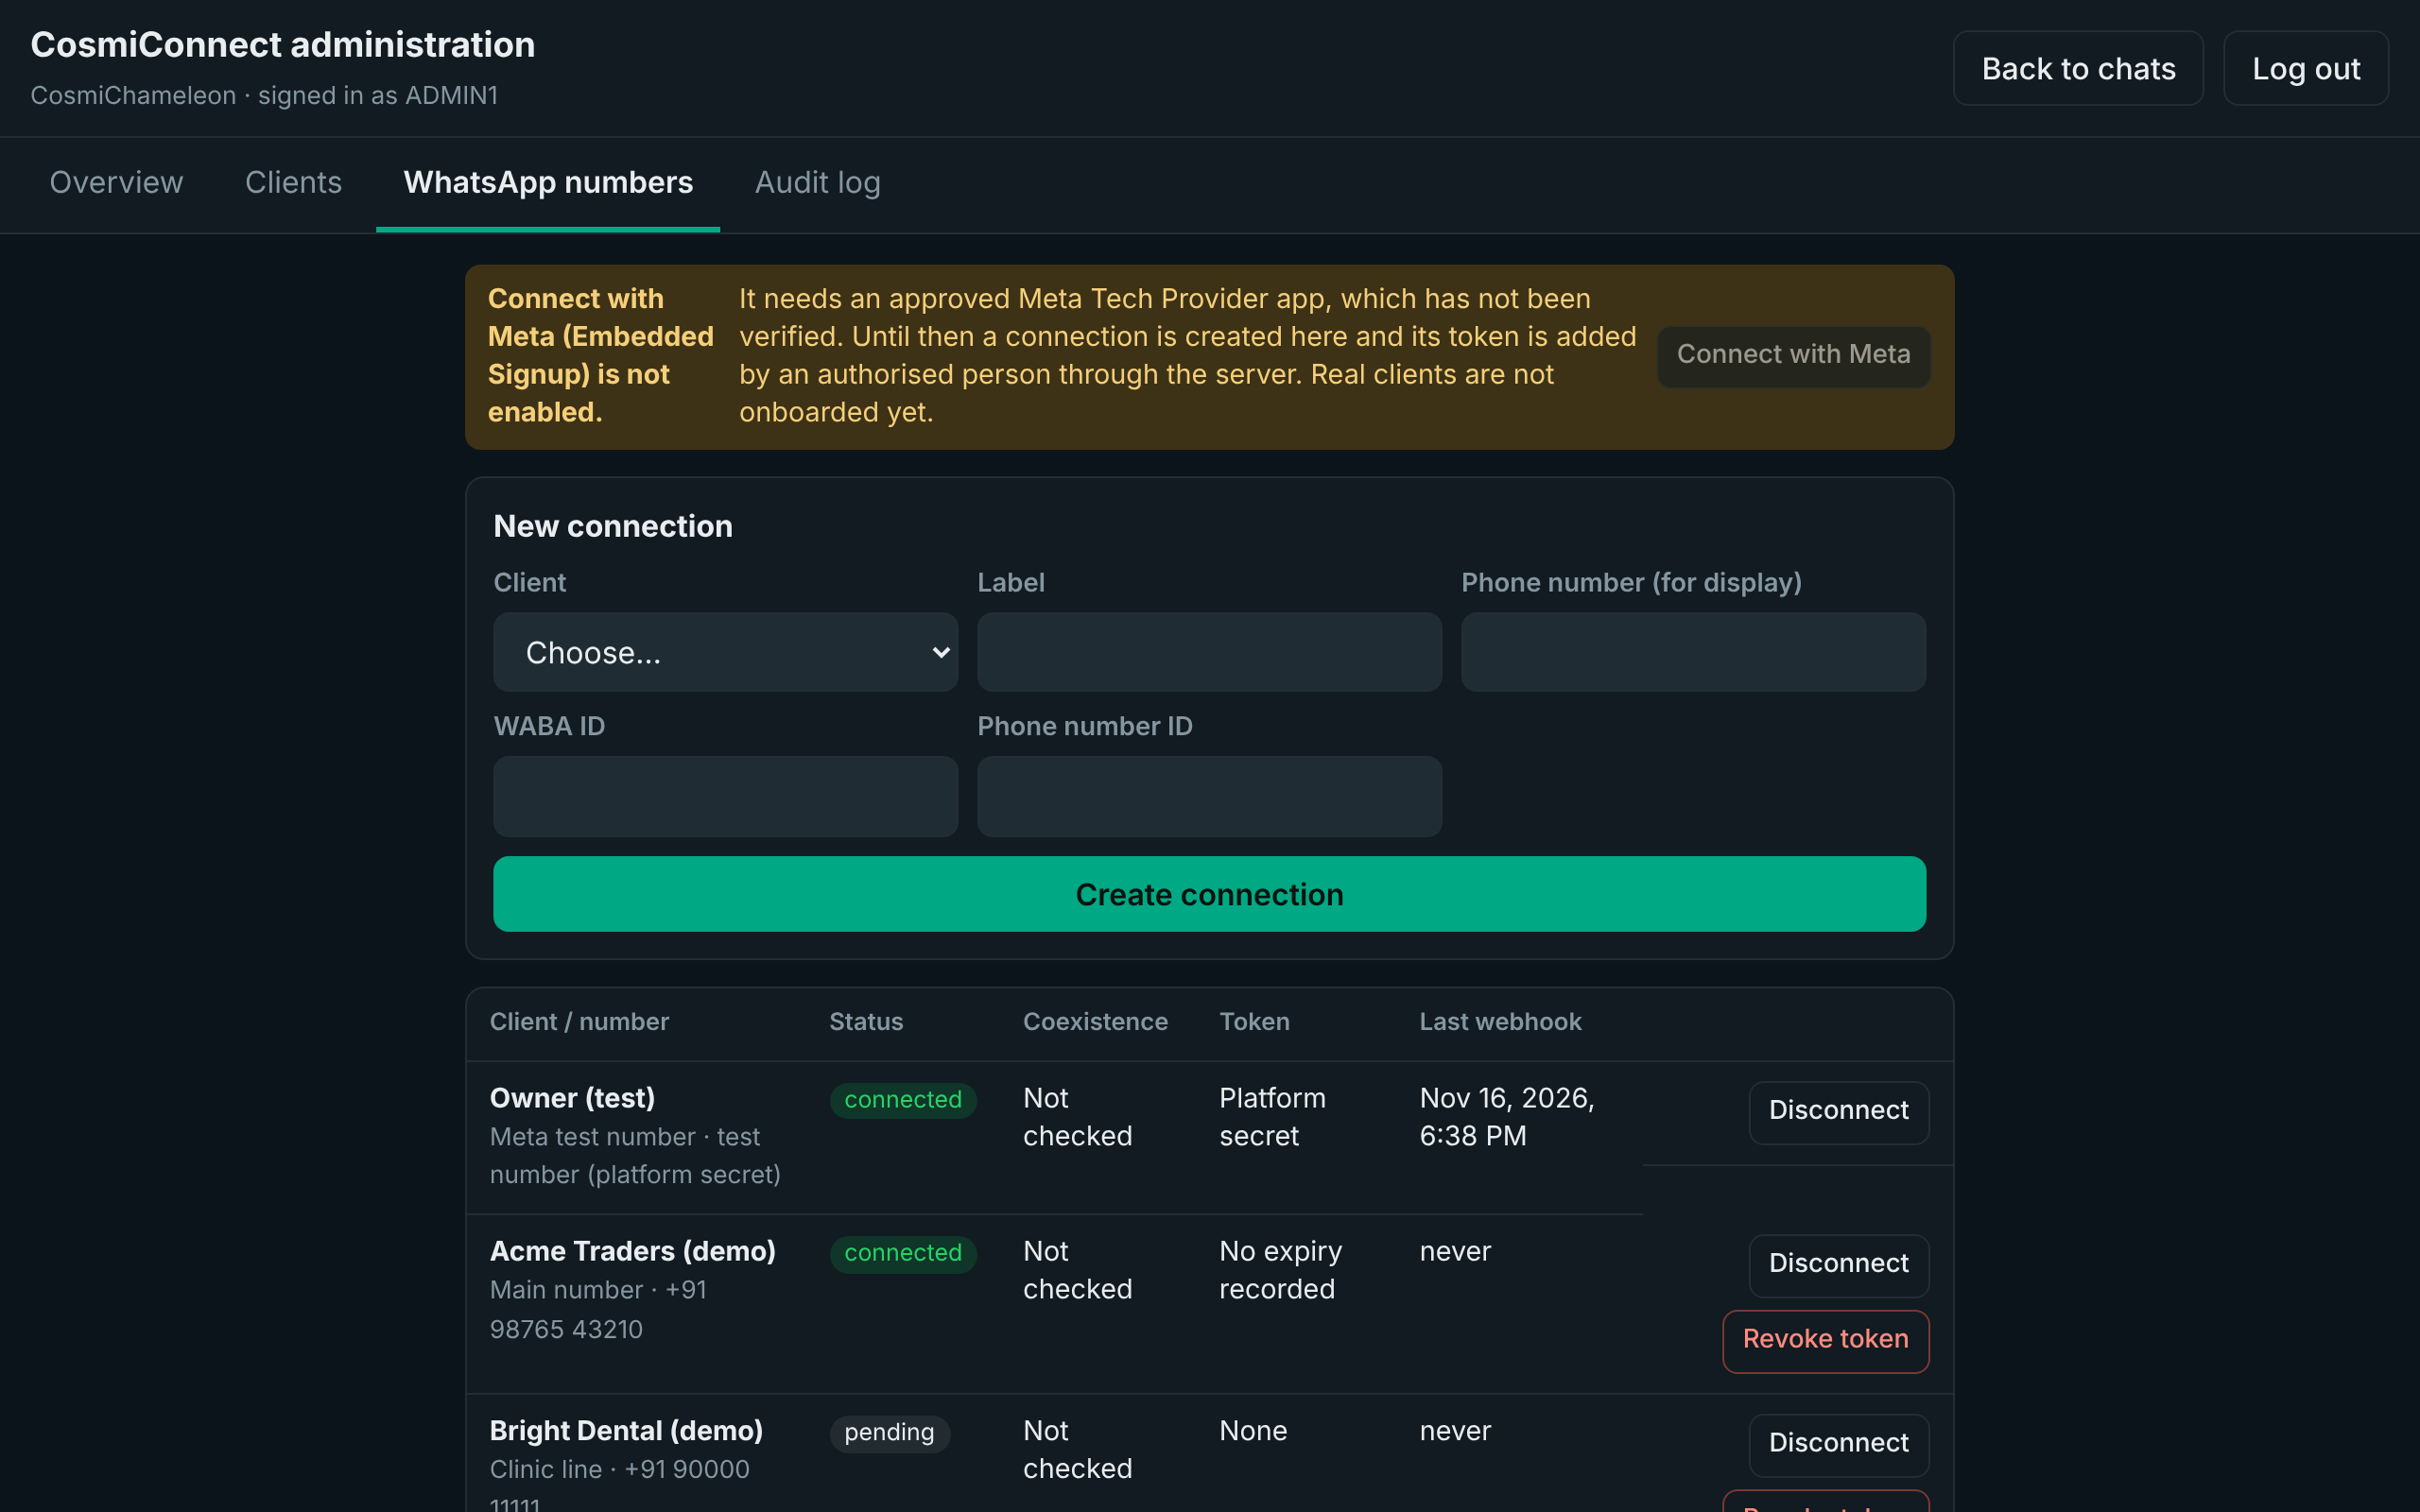 CosmiConnect administration
CosmiChameleon · signed in as ADMIN1
Back to chats
Log out
Overview
Clients
WhatsApp numbers
Audit log
Connect with
Meta (Embedded
Signup) is not
enabled.
It needs an approved Meta Tech Provider app, which has not been
verified. Until then a connection is created here and its token is added
by an authorised person through the server. Real clients are not
onboarded yet.
Connect with Meta
New connection
Client
Label
Phone number (for display)
Choose...
WABA ID
Phone number ID
Create connection
Client / number
Status
Coexistence
Token
Last webhook
Owner (test)
Meta test number · test
number (platform secret)
connected
Not
checked
Platform
secret
Nov 16, 2026,
6:38 PM
Disconnect
Acme Traders (demo)
Main number · +91
98765 43210
connected
Not
checked
No expiry
recorded
never
Disconnect
Revoke token
Bright Dental (demo)
Clinic line · +91 90000
11111
pending
Not
checked
None
never
Disconnect